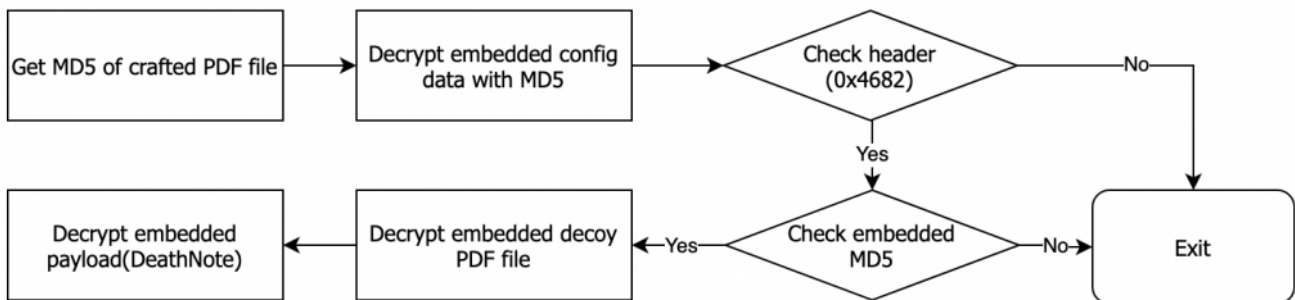 Get MD5 of crafted PDF file
Decrypt embedded config
data with MD5
Check header
(0x4682)
No
Yes
Decrypt embedded
payload(DeathNote)
Decrypt embedded decoy
PDF file
Yes
Check embedded
MD5
No
Exit